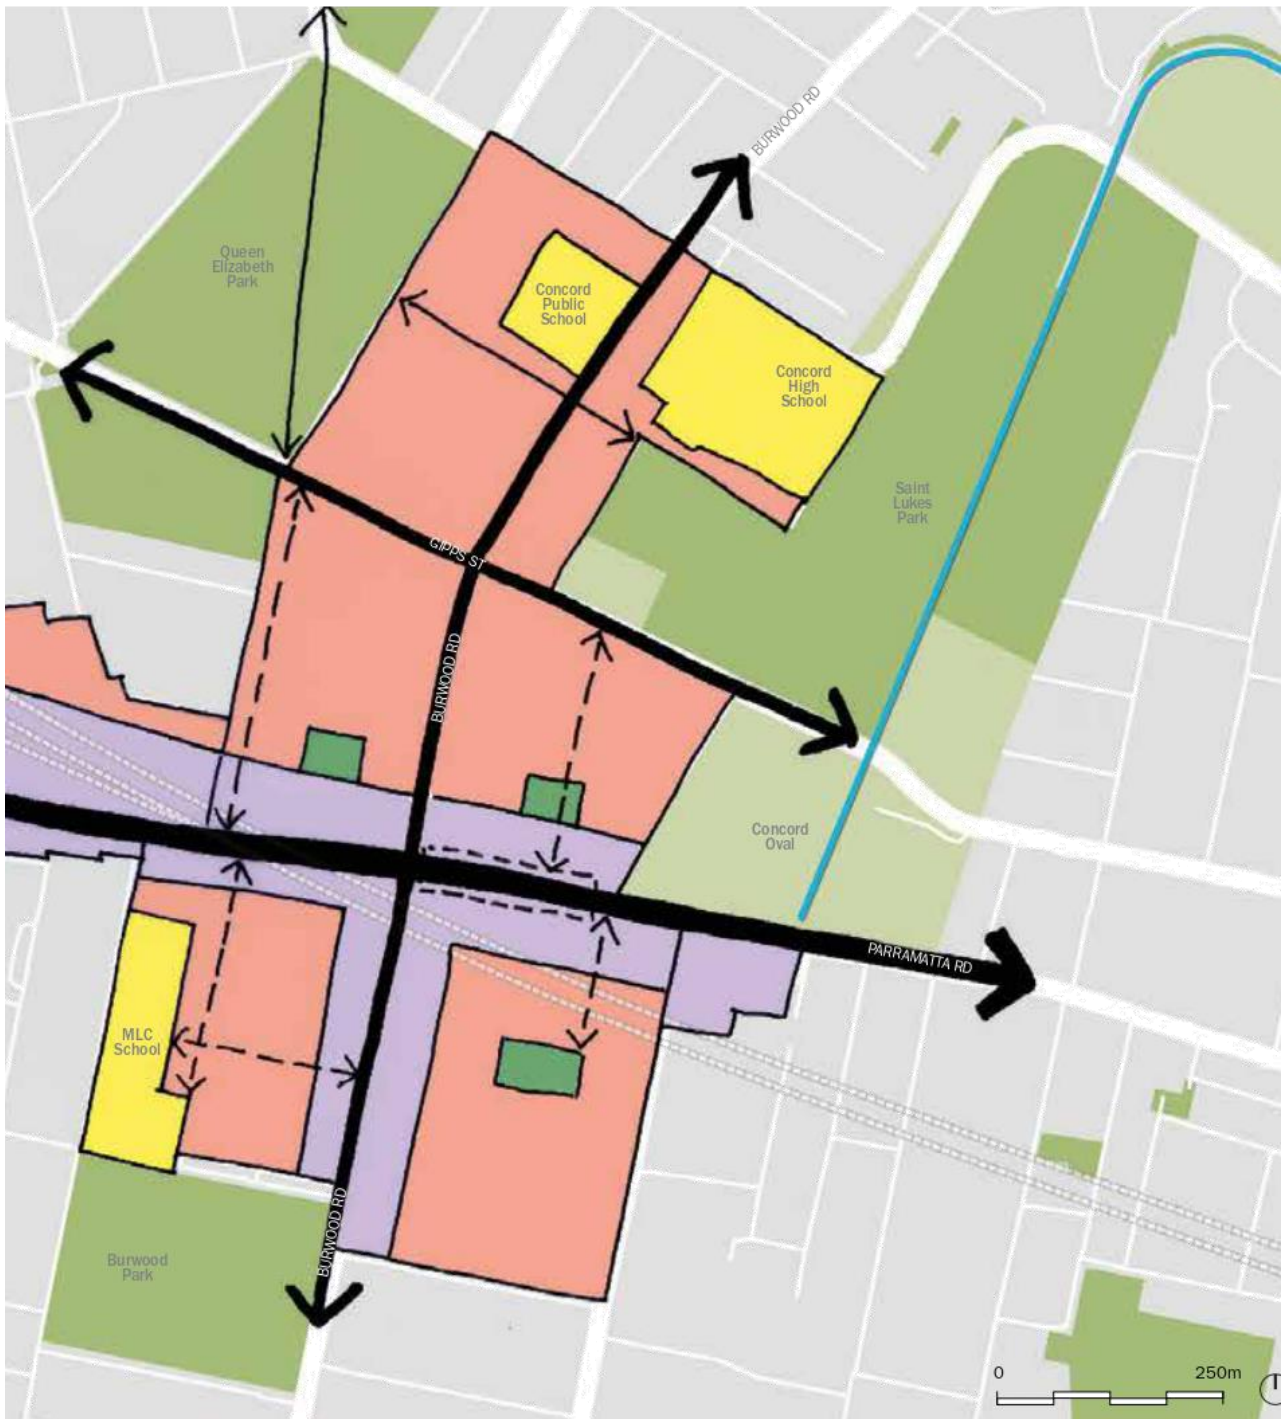 BURWOOD RD
Queen
Elizabeth
Park
Concord
Public
School
Concord
High
School
Saint
Lukes
Park
GIPPS ST
BURWOOD RD
Concord
Oval
PARRAMATTA RD
MLC
School
BURWOOD RD
Burwood
Park
0 250m